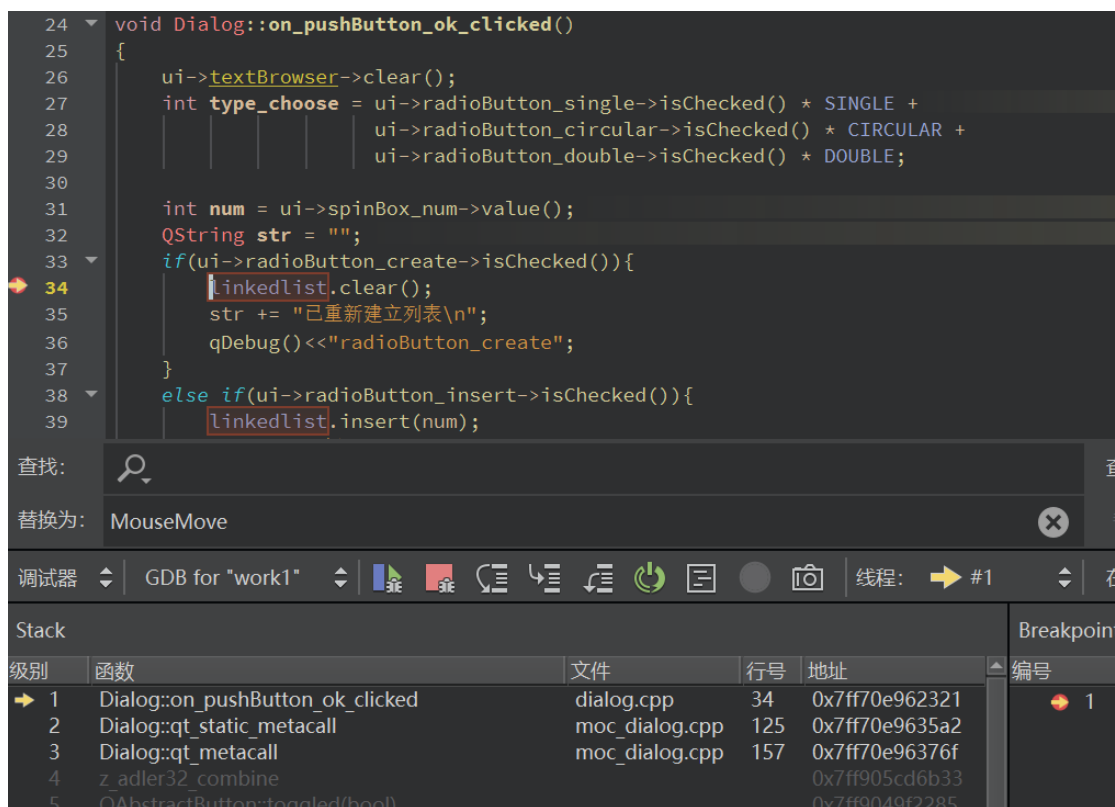 24 void Dialog::on_pushButton_ok_clicked()
25 {
26 ui->textBrowser->clear();
27 int type_choose = ui->radioButton_single->isChecked() * SINGLE +
28 ui->radioButton_circular->isChecked() * CIRCULAR +
29 ui->radioButton_double->isChecked() * DOUBLE;
30
31 int num = ui->spinBox_num->value();
32 QString str = "";
33 if(ui->radioButton_create->isChecked()){
34 linkedlist.clear();
35 str += "已重新建立列表\n";
36 qDebug()<<"radioButton_create";
37 }
38 else if(ui->radioButton_insert->isChecked()){
39 linkedlist.insert(num);
查找:
替换为: MouseMove
调试器 GDB for "work1" 线程: #1
Stack Breakpoin
级别 函数 文件 行号 地址 编号
1 Dialog::on_pushButton_ok_clicked dialog.cpp 34 0x7ff70e962321 1
2 Dialog::qt_static_metacall moc_dialog.cpp 125 0x7ff70e9635a2
3 Dialog::qt_metacall moc_dialog.cpp 157 0x7ff70e96376f
4 z_adler32_combine 0x7ff905cd6b33
5 QAbstractButton::toggled(bool) 0x7ff9049f2285